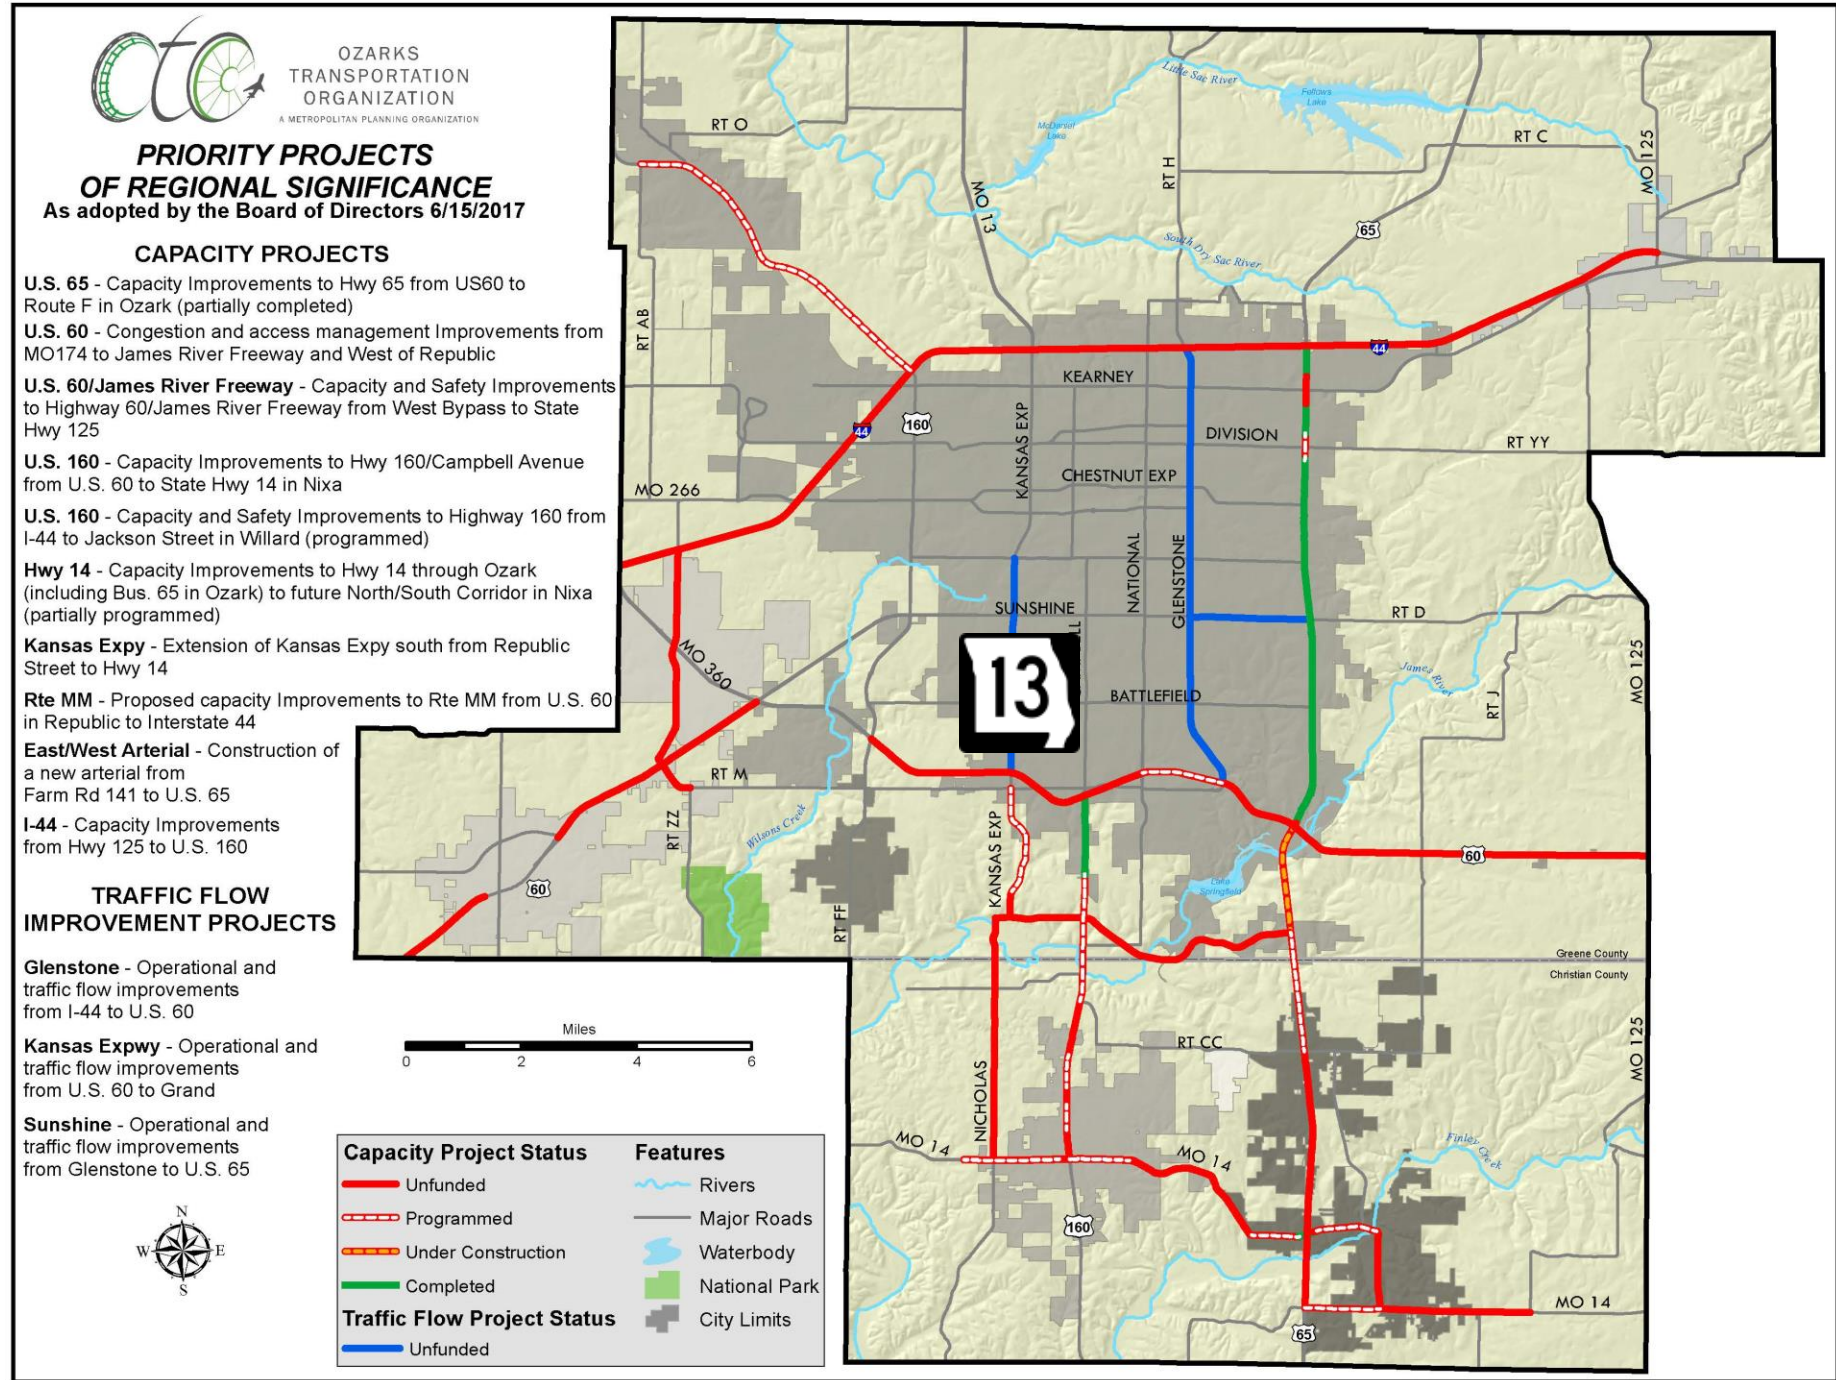 OZARKS
TRANSPORTATION
ORGANIZATION
A METROPOLITAN PLANNING ORGANIZATION
PRIORITY PROJECTS
OF REGIONAL SIGNIFICANCE
As adopted by the Board of Directors 6/15/2017
CAPACITY PROJECTS
U.S. 65 - Capacity Improvements to Hwy 65 from US60 to
Route F in Ozark (partially completed)
U.S. 60 - Congestion and access management Improvements from
MO174 to James River Freeway and West of Republic
U.S. 60/James River Freeway - Capacity and Safety Improvements
to Highway 60/James River Freeway from West Bypass to State
Hwy 125
U.S. 160 - Capacity Improvements to Hwy 160/Campbell Avenue
from U.S. 60 to State Hwy 14 in Nixa
U.S. 160 - Capacity and Safety Improvements to Highway 160 from
I-44 to Jackson Street in Willard (programmed)
Hwy 14 - Capacity Improvements to Hwy 14 through Ozark
(including Bus. 65 in Ozark) to future North/South Corridor in Nixa
(partially programmed)
Kansas Expy - Extension of Kansas Expy south from Republic
Street to Hwy 14
Rte MM - Proposed capacity Improvements to Rte MM from U.S. 60
in Republic to Interstate 44
East/West Arterial - Construction of
a new arterial from
Farm Rd 141 to U.S. 65
I-44 - Capacity Improvements
from Hwy 125 to U.S. 160
TRAFFIC FLOW
IMPROVEMENT PROJECTS
Glenstone - Operational and
traffic flow improvements
from I-44 to U.S. 60
Kansas Expwy - Operational and
traffic flow improvements
from U.S. 60 to Grand
Sunshine - Operational and
traffic flow improvements
from Glenstone to U.S. 65
N
W E
S
Miles
0 2 4 6
Capacity Project Status
Unfunded
Programmed
Under Construction
Completed
Traffic Flow Project Status
Unfunded
Features
Rivers
Major Roads
Waterbody
National Park
City Limits
RT O
Little Sac River
Fellows
Lake
McDaniel
Lake
RT H
RT C
MO 125
MO 13
65
South Dry Sac River
RT AB
44
KEARNEY
160
44
KANSAS EXP
DIVISION
RT YY
CHESTNUT EXP
MO 266
NATIONAL
GLENSTONE
SUNSHINE
RT D
LL
MO 360
13
BATTLEFIELD
James River
RT J
MO 125
RT M
RT ZZ
Wilsons Creek
KANSAS EXP
60
60
Lake
Springfield
RT FF
Greene County
Christian County
RT CC
MO 125
NICHOLAS
MO 14
MO 14
Finley Creek
160
MO 14
65